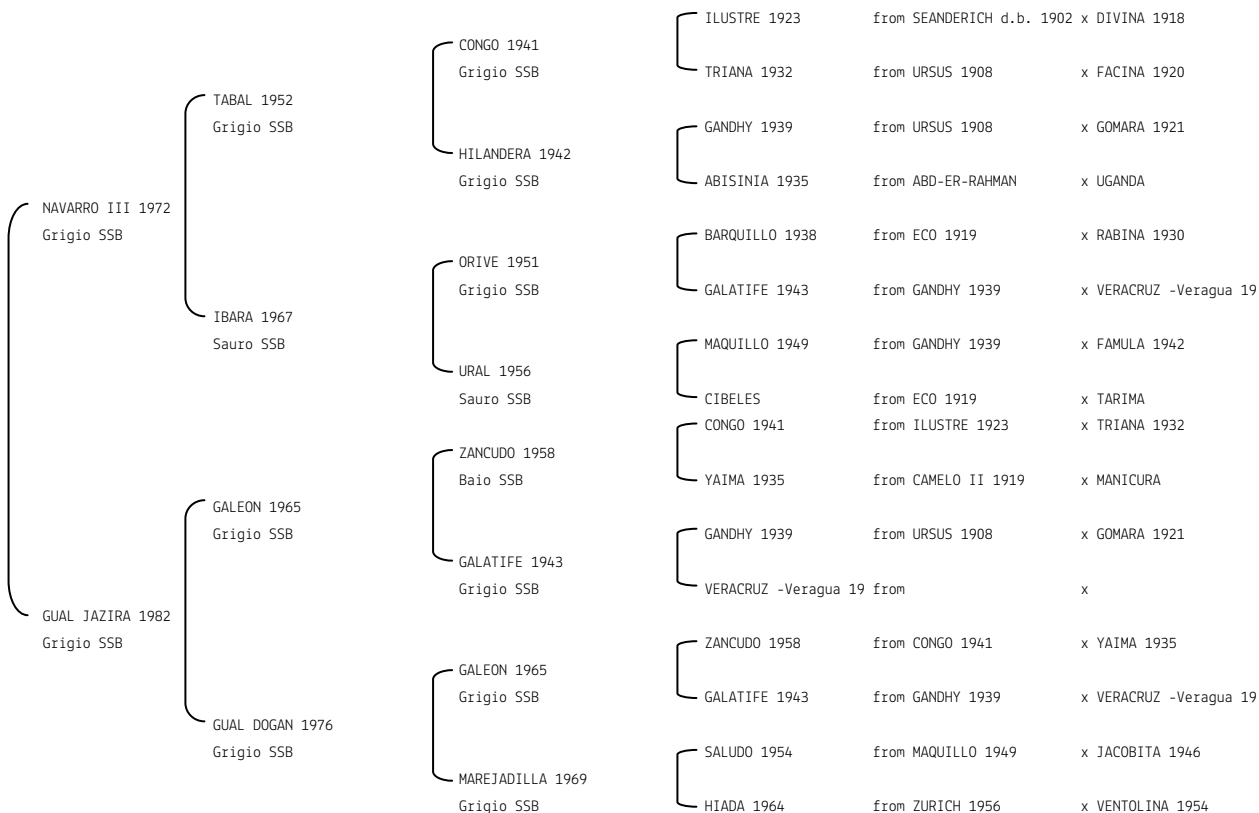 ILUSTRE 1923 from SEANDERICH d.b. 1902 x DIVINA 1918
CONGO 1941
Grigio SSB TRIANA 1932 from URSUS 1908 x FACINA 1920
TABAL 1952
Grigio SSB GANDHY 1939 from URSUS 1908 x GOMARA 1921
HILANDERA 1942
Grigio SSB ABISINIA 1935 from ABD-ER-RAHMAN x UGANDA
NAVARRO III 1972
Grigio SSB BARQUILLO 1938 from ECO 1919 x RABINA 1930
ORIVE 1951
Grigio SSB GALATIFE 1943 from GANDHY 1939 x VERACRUZ -Veragua 19
IBARA 1967
Sauro SSB MAQUILLO 1949 from GANDHY 1939 x FAMULA 1942
URAL 1956
Sauro SSB CIBELES from ECO 1919 x TARIMA
CONGO 1941 from ILUSTRE 1923 x TRIANA 1932
ZANCUDO 1958
Baio SSB YAIMA 1935 from CAMELO II 1919 x MANICURA
GALEON 1965
Grigio SSB GANDHY 1939 from URSUS 1908 x GOMARA 1921
GALATIFE 1943
Grigio SSB VERACRUZ -Veragua 19 from x
GUAL JAZIRA 1982
Grigio SSB ZANCUDO 1958 from CONGO 1941 x YAIMA 1935
GALEON 1965
Grigio SSB GALATIFE 1943 from GANDHY 1939 x VERACRUZ -Veragua 19
GUAL DOGAN 1976
Grigio SSB SALUDO 1954 from MAQUILLO 1949 x JACOBITA 1946
MAREJADILLA 1969
Grigio SSB HIADA 1964 from ZURICH 1956 x VENTOLINA 1954